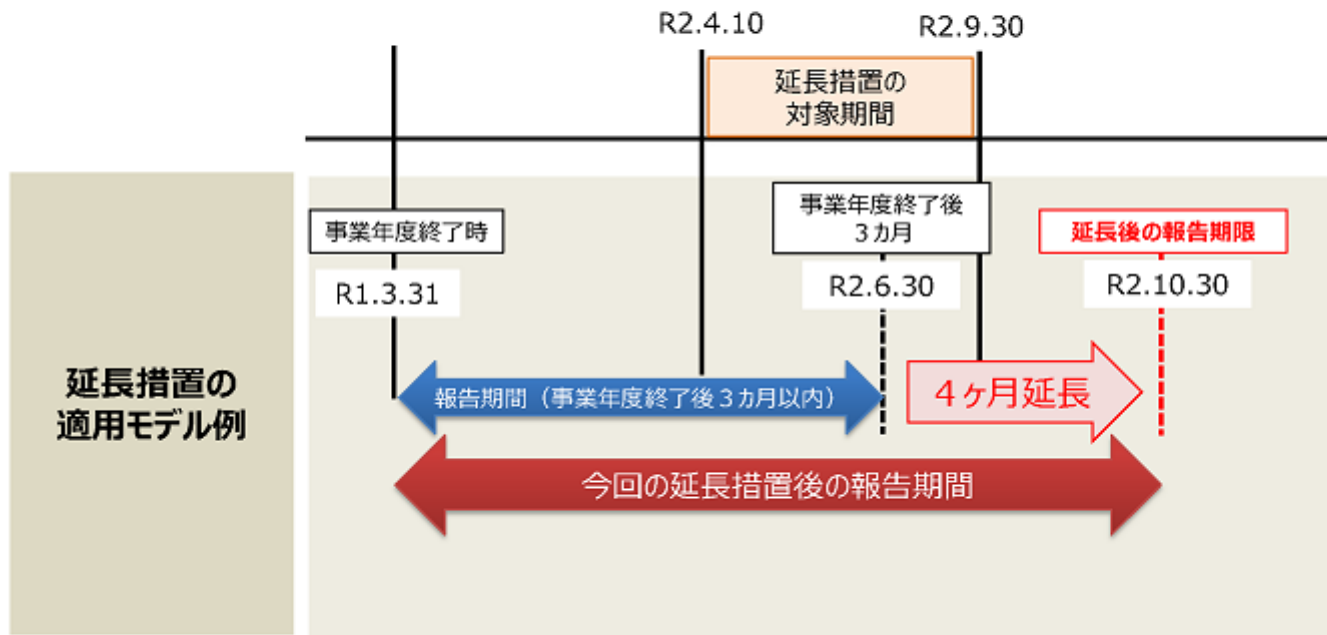 R2.4.10
R2.9.30
延長措置の
対象期間
事業年度終了時
R1.3.31
事業年度終了後
３カ月
R2.6.30
延長後の報告期限
R2.10.30
延長措置の
適用モデル例
報告期間（事業年度終了後３カ月以内）
４ヶ月延長
今回の延長措置後の報告期間